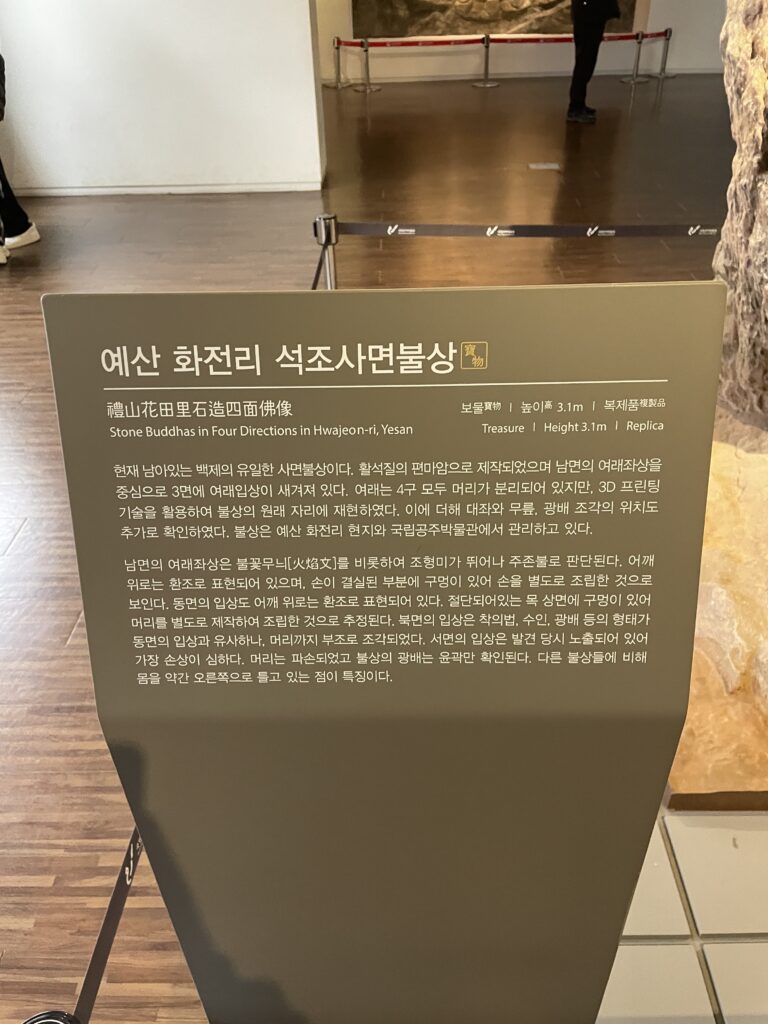 예산 화전리 석조사면불상 寶物
禮山花田里石造四面佛像
Stone Buddhas in Four Directions in Hwajeon-ri, Yesan
보물寶物 | 높이高 3.1m | 복제품複製品
Treasure | Height 3.1m | Replica
현재 남아있는 백제의 유일한 사면불상이다. 활석질의 편마암으로 제작되었으며 남면의 여래좌상을
중심으로 3면에 여래입상이 새겨져 있다. 여래는 4구 모두 머리가 분리되어 있지만, 3D 프린팅
기술을 활용하여 불상의 원래 자리에 재현하였다. 이에 더해 대좌와 무릎, 광배 조각의 위치도
추가로 확인하였다. 불상은 예산 화전리 현지와 국립공주박물관에서 관리하고 있다.
남면의 여래좌상은 불꽃무늬[火焰文]를 비롯하여 조형미가 뛰어나 주존불로 판단된다. 어깨
위로는 환조로 표현되어 있으며, 손이 결실된 부분에 구멍이 있어 손을 별도로 조립한 것으로
보인다. 동면의 입상도 어깨 위로는 환조로 표현되어 있다. 절단되어있는 목 상면에 구멍이 있어
머리를 별도로 제작하여 조립한 것으로 추정된다. 북면의 입상은 착의법, 수인, 광배 등의 형태가
동면의 입상과 유사하나, 머리까지 부조로 조각되었다. 서면의 입상은 발견 당시 노출되어 있어
가장 손상이 심하다. 머리는 파손되었고 불상의 광배는 윤곽만 확인된다. 다른 불상들에 비해
몸을 약간 오른쪽으로 틀고 있는 점이 특징이다.